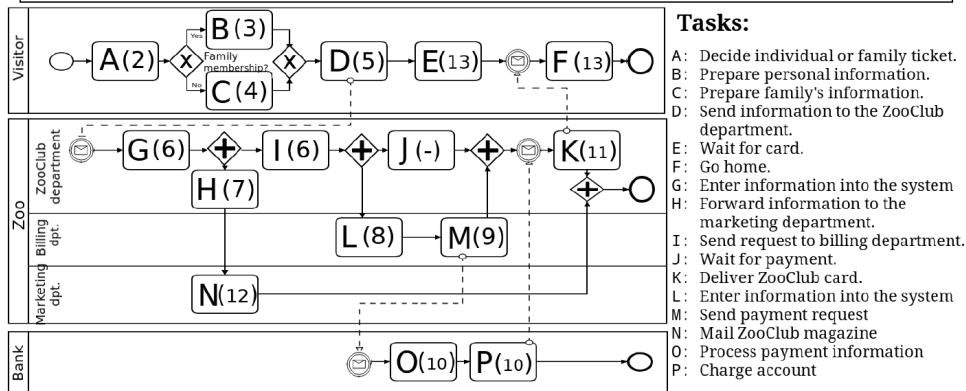 Visitor
A(2)
X
Yes
No
Family
membership?
B(3)
C(4)
X
D(5)
E(13)
F(13)
Zoo
ZooClub
department
G(6)
H(7)
I(6)
J(-)
K(11)
Billing
dpt.
L(8)
M(9)
Marketing
dpt.
N(12)
Bank
O(10)
P(10)
Tasks:
A: Decide individual or family ticket.
B: Prepare personal information.
C: Prepare family's information.
D: Send information to the ZooClub
department.
E: Wait for card.
F: Go home.
G: Enter information into the system
H: Forward information to the
marketing department.
I: Send request to billing department.
J: Wait for payment.
K: Deliver ZooClub card.
L: Enter information into the system
M: Send payment request
N: Mail ZooClub magazine
O: Process payment information
P: Charge account